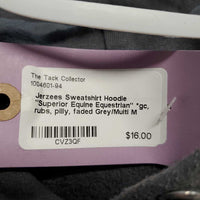 The Tack Collector
1004601-94
Jerzees Sweatshirt Hoodie
"Superior Equine Equestrian" *gc,
rubs, pilly, faded Grey/Multi M
$16.00
CVZ3QF